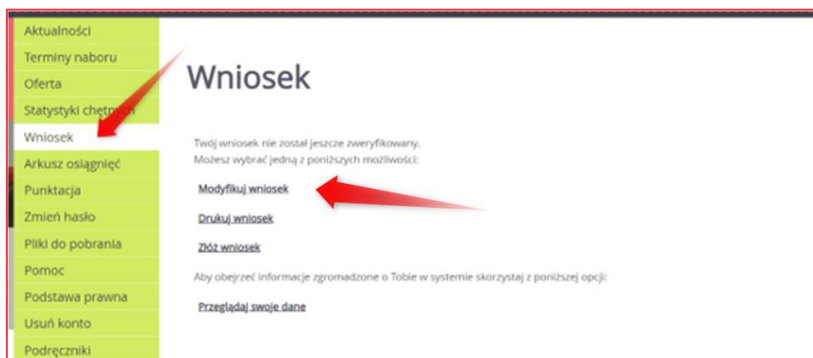 Aktualności
Terminy naboru
Oferta
Statystyki chętnych
Wniosek
Arkusz osiągnięć
Punktacja
Zmień hasło
Pliki do pobrania
Pomoc
Podstawa prawna
Usuń konto
Podręczniki
Wniosek
Twój wniosek nie został jeszcze zweryfikowany.
Możesz wybrać jedną z poniższych możliwości:
Modyfikuj wniosek
Drukuj wniosek
Złóż wniosek
Aby obejrzeć informacje zgromadzone o Tobie w systemie skorzystaj z poniższej opcji:
Przeglądaj swoje dane